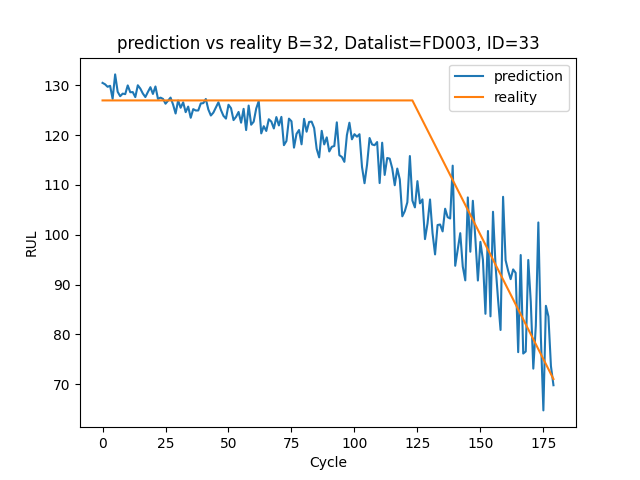 prediction vs reality B=32, Datalist=FD003, ID=33
prediction
reality
130
120
110
100
90
80
70
RUL
0 25 50 75 100 125 150 175
Cycle